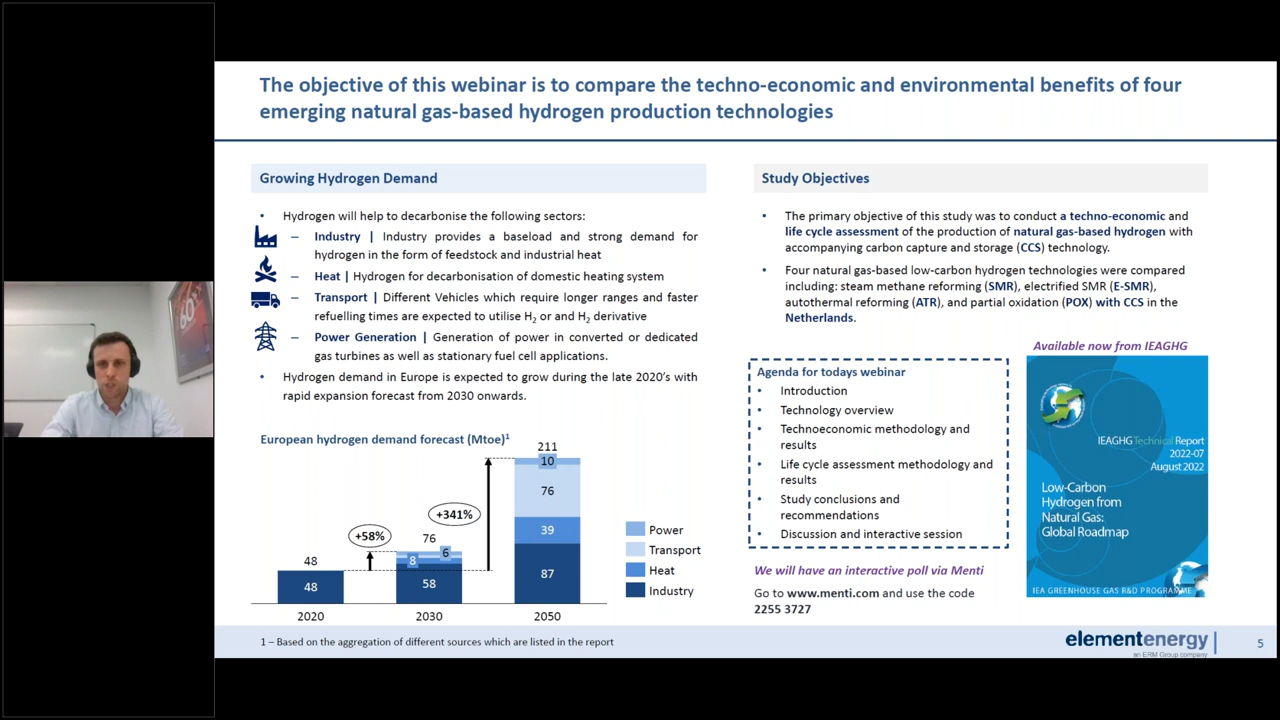 The objective of this webinar is to compare the techno-economic and environmental benefits of four
emerging natural gas-based hydrogen production technologies
Growing Hydrogen Demand
• Hydrogen will help to decarbonise the following sectors:
– Industry | Industry provides a baseload and strong demand for
hydrogen in the form of feedstock and industrial heat
– Heat | Hydrogen for decarbonisation of domestic heating system
– Transport | Different Vehicles which require longer ranges and faster
refuelling times are expected to utilise H2 or and H2 derivative
– Power Generation | Generation of power in converted or dedicated
gas turbines as well as stationary fuel cell applications.
• Hydrogen demand in Europe is expected to grow during the late 2020's with
rapid expansion forecast from 2030 onwards.
European hydrogen demand forecast (Mtoe)1
211
10
76
39
87
+341%
+58%
76
6
8
58
48
48
2020
2030
2050
Power
Transport
Heat
Industry
Study Objectives
• The primary objective of this study was to conduct a techno-economic and
life cycle assessment of the production of natural gas-based hydrogen with
accompanying carbon capture and storage (CCS) technology.
• Four natural gas-based low-carbon hydrogen technologies were compared
including: steam methane reforming (SMR), electrified SMR (E-SMR),
autothermal reforming (ATR), and partial oxidation (POX) with CCS in the
Netherlands.
Agenda for todays webinar
• Introduction
• Technology overview
• Technoeconomic methodology and
results
• Life cycle assessment methodology and
results
• Study conclusions and
recommendations
• Discussion and interactive session
We will have an interactive poll via Menti
Go to www.menti.com and use the code
2255 3727
Available now from IEAGHG
IEAGHG Technical Report
2022-07
August 2022
Low-Carbon
Hydrogen from
Natural Gas:
Global Roadmap
IEA GREENHOUSE GAS R&D PROGRAMME
1 – Based on the aggregation of different sources which are listed in the report
elementenergy
an ERM Group company
5